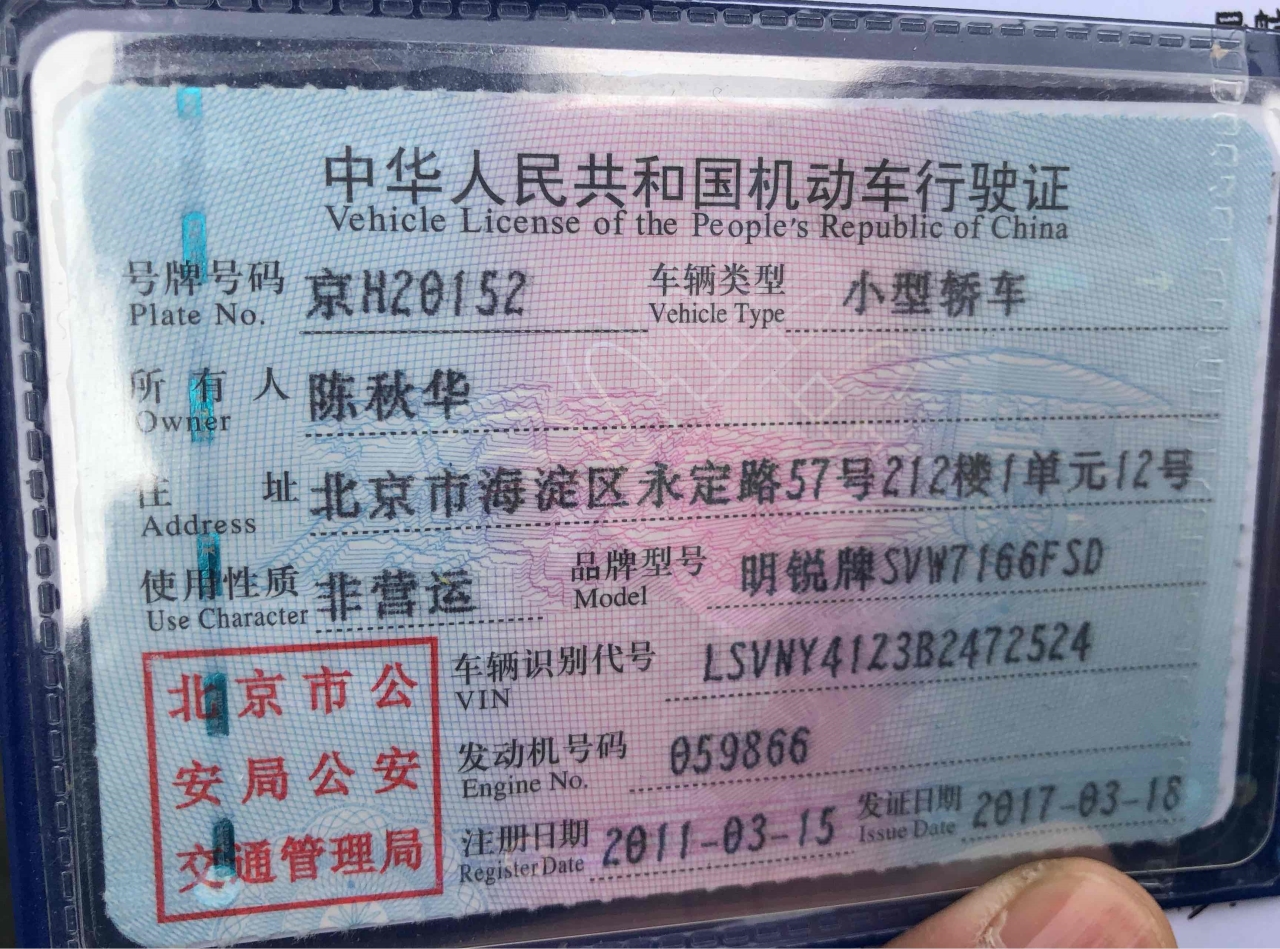 中华人民共和国机动车行驶证
Vehicle License of the People's Republic of China
号牌号码 京H20152 车辆类型 小型轿车
Plate No. Vehicle Type
所有人 陈秋华
Owner
住址 北京市海淀区永定路57号212楼1单元12号
Address
使用性质 非营运 品牌型号 明锐牌SVW7166FSD
Use Character Model
车辆识别代号 LSVNY4123B2472524
VIN
发动机号码 059866
Engine No.
注册日期 2011-03-15 发证日期 2017-03-18
Register Date Issue Date
北京市公
安局公安
交通管理局